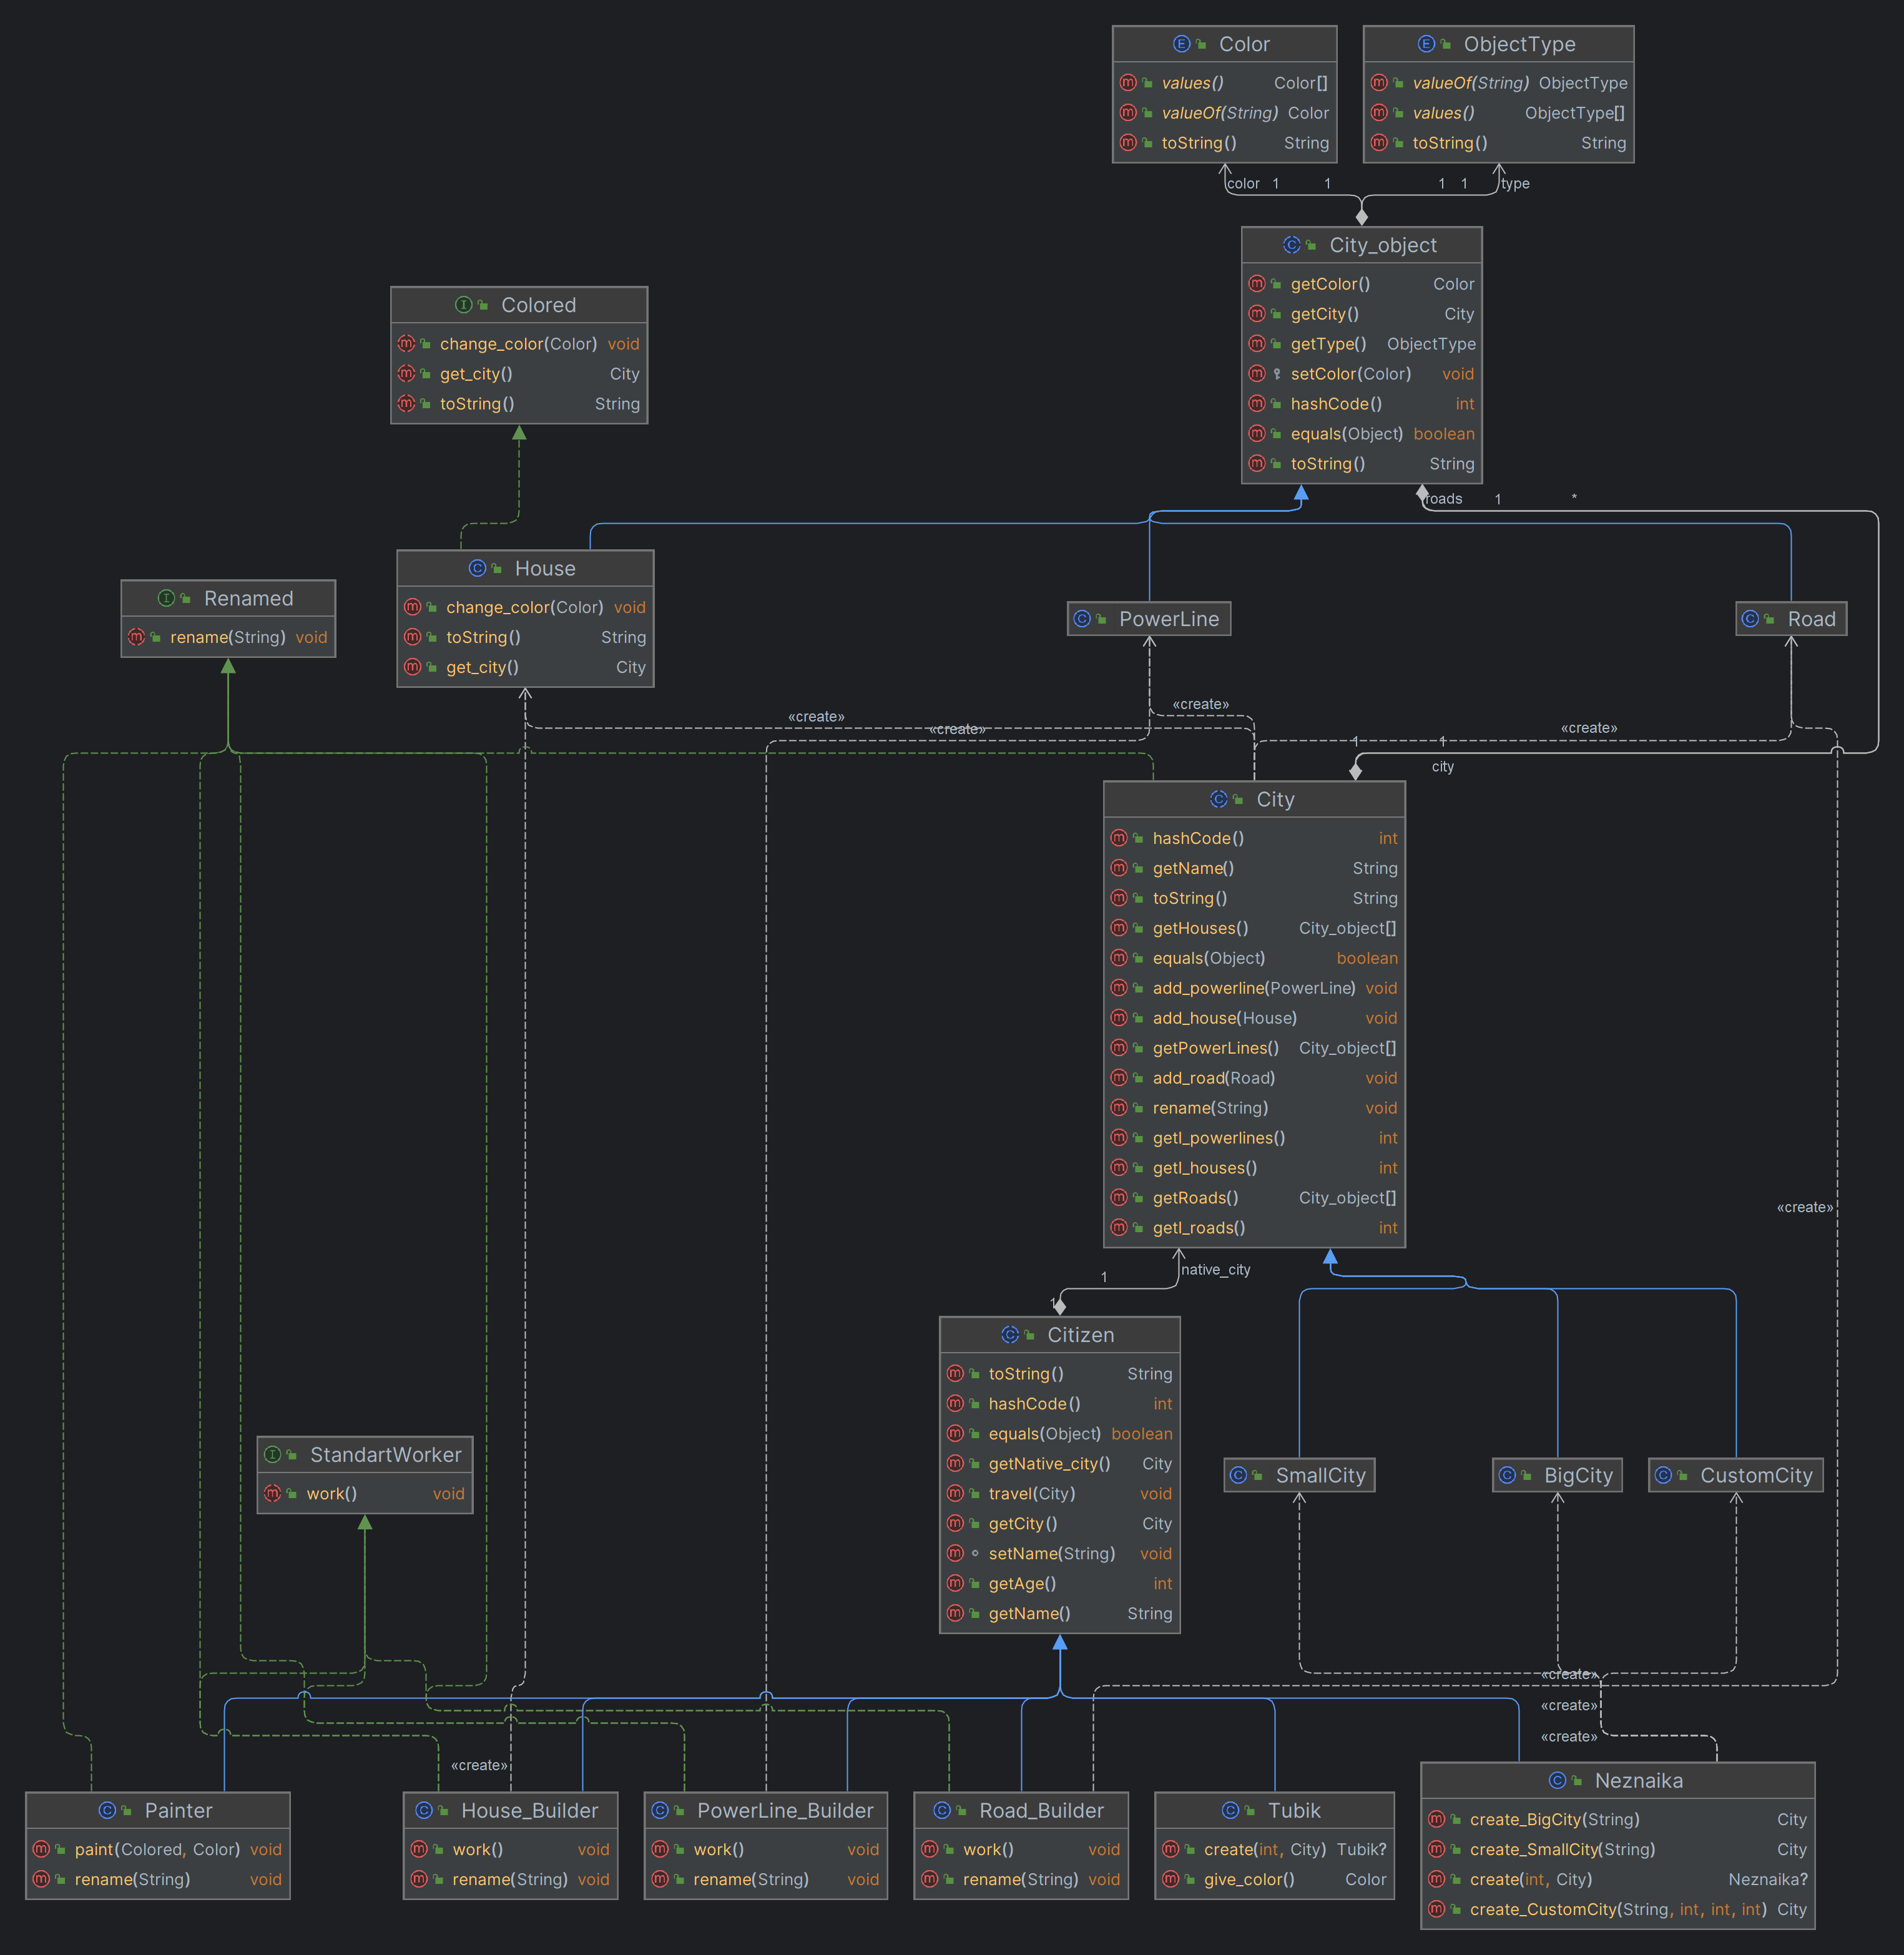 Color
values() Color[]
valueOf(String) Color
toString() String
ObjectType
valueOf(String) ObjectType
values() ObjectType[]
toString() String
color 1 1
1 1 type
City_object
getColor() Color
getCity() City
getType() ObjectType
setColor(Color) void
hashCode() int
equals(Object) boolean
toString() String
Colored
change_color(Color) void
get_city() City
toString() String
roads 1 *
House
change_color(Color) void
toString() String
get_city() City
Renamed
rename(String) void
PowerLine
Road
«create»
«create»
«create»
«create»
1 1
city
City
hashCode() int
getName() String
toString() String
getHouses() City_object[]
equals(Object) boolean
add_powerline(PowerLine) void
add_house(House) void
getPowerLines() City_object[]
add_road(Road) void
rename(String) void
getI_powerlines() int
getI_houses() int
getRoads() City_object[]
getI_roads() int
«create»
1 native_city
1
Citizen
toString() String
hashCode() int
equals(Object) boolean
getNative_city() City
travel(City) void
getCity() City
setName(String) void
getAge() int
getName() String
StandartWorker
work() void
SmallCity
BigCity
CustomCity
«create»
«create»
«create»
«create»
Painter
paint(Colored, Color) void
rename(String) void
House_Builder
work() void
rename(String) void
PowerLine_Builder
work() void
rename(String) void
Road_Builder
work() void
rename(String) void
Tubik
create(int, City) Tubik?
give_color() Color
Neznaika
create_BigCity(String) City
create_SmallCity(String) City
create(int, City) Neznaika?
create_CustomCity(String, int, int, int) City